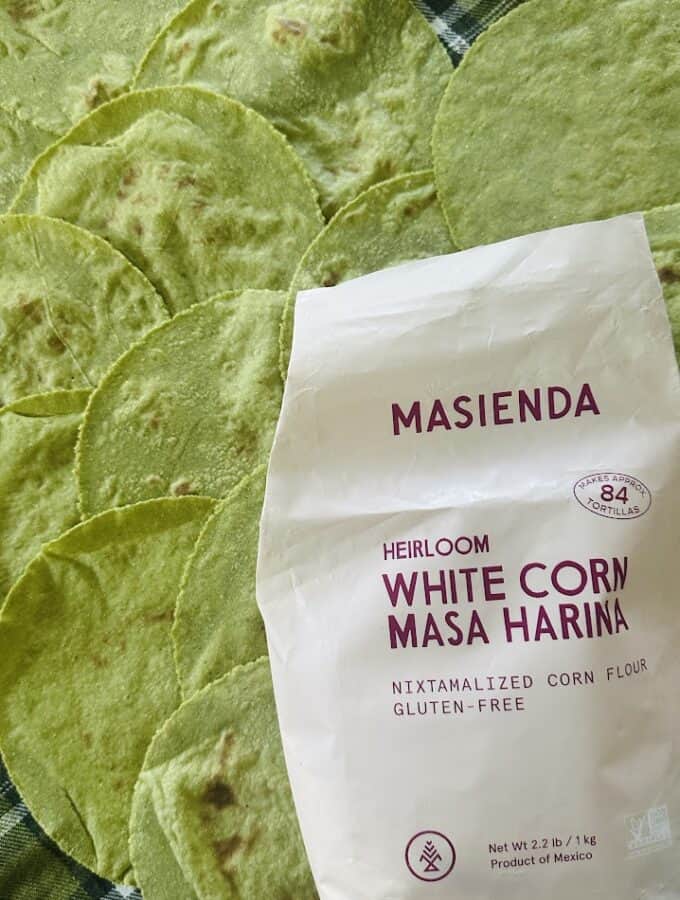 MASIENDA
MAKES APPROX.
84
TORTILLAS
HEIRLOOM
WHITE CORN
MASA HARINA
NIXTAMALIZED CORN FLOUR
GLUTEN-FREE
Net Wt 2.2 lb / 1 kg
Product of Mexico